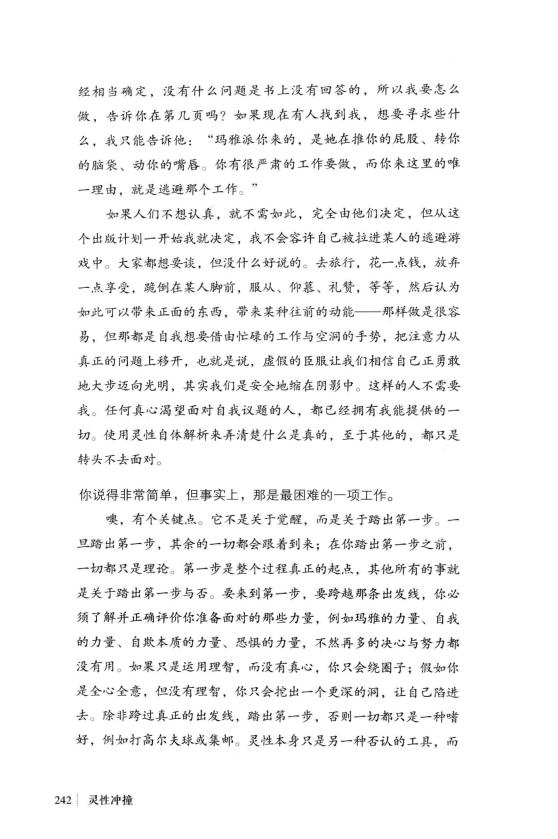 经相当确定，没有什么问题是书上没有回答的，所以我要怎么
做，告诉你在第几页吗？如果现在有人找到我，想要寻求些什
么，我只能告诉他：“玛雅派你来的，是她在推你的屁股、转你
的脑袋、动你的嘴唇。你有很严肃的工作要做，而你来这里的唯
一理由，就是逃避那个工作。”
如果人们不想认真，就不需如此，完全由他们决定，但从这
个出版计划一开始我就决定，我不会容许自己被拉进某人的逃避游
戏中。大家都想要谈，但没什么好说的。去旅行，花一点钱，放弃
一点享受，跪倒在某人脚前，服从、仰慕、礼赞，等等，然后认为
如此可以带来正面的东西，带来某种往前的动能——那样做是很容
易，但那都是自我想要借由忙碌的工作与空洞的手势，把注意力从
真正的问题上移开，也就是说，虚假的臣服让我们相信自己正勇敢
地大步迈向光明，其实我们是安全地缩在阴影中。这样的人不需要
我。任何真心渴望面对自我议题的人，都已经拥有我能提供的一
切。使用灵性自体解析来弄清楚什么是真的，至于其他的，都只是
转头不去面对。
你说得非常简单，但事实上，那是最困难的一项工作。
噢，有个关键点。它不是关于觉醒，而是关于踏出第一步。一
旦踏出第一步，其余的一切都会跟着到来；在你踏出第一步之前，
一切都只是理论。第一步是整个过程真正的起点，其他所有的事就
是关于踏出第一步与否。要来到第一步，要跨越那条出发线，你必
须了解并正确评价你准备面对的那些力量，例如玛雅的力量、自我
的力量、自欺本质的力量、恐惧的力量，不然再多的决心与努力都
没有用。如果只是运用理智，而没有真心，你只会绕圈子；假如你
是全心全意，但没有理智，你只会挖出一个更深的洞，让自己陷进
去。除非跨过真正的出发线，踏出第一步，否则一切都只是一种嗜
好，例如打高尔夫球或集邮。灵性本身只是另一种否认的工具，而
242 灵性冲撞